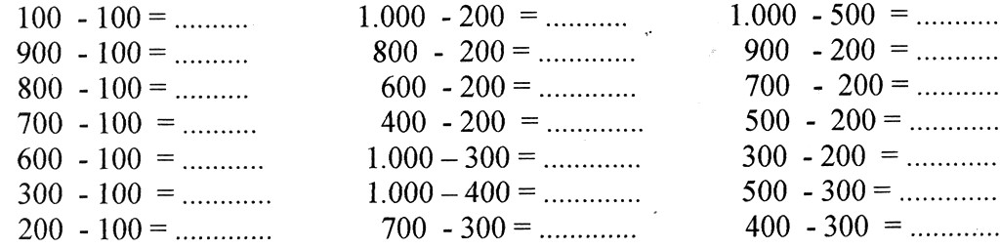 100 - 100 = .......... 1.000 - 200 = .......... 1.000 - 500 = ..........
900 - 100 = .......... 800 - 200 = ............ 900 - 200 = ..........
800 - 100 = .......... 600 - 200 = ............ 700 - 200 = ..........
700 - 100 = .......... 400 - 200 = ............ 500 - 200 = ...........
600 - 100 = ........... 1.000 – 300 = ............ 300 - 200 = ...........
300 - 100 = ............ 1.000 – 400 = ............ 500 - 300 = ............
200 - 100 = ............ 700 - 300 = ............ 400 - 300 = ...........